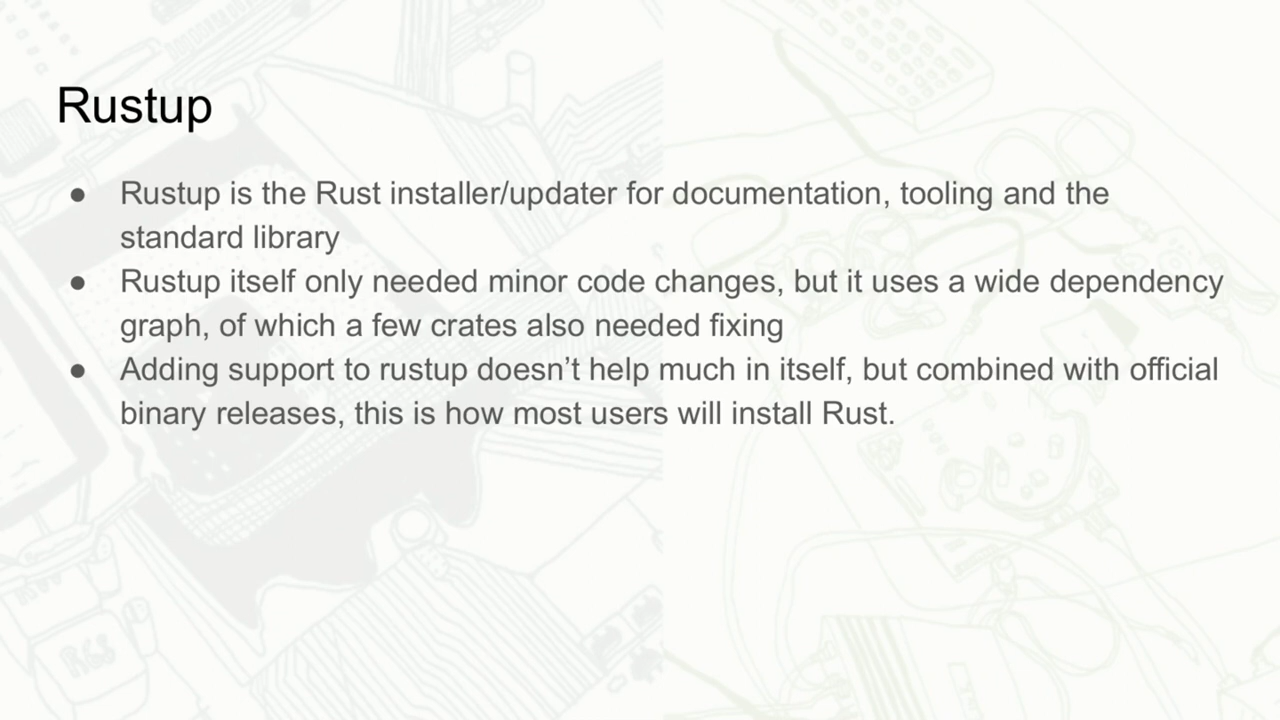 Rustup
● Rustup is the Rust installer/updater for documentation, tooling and the
standard library
● Rustup itself only needed minor code changes, but it uses a wide dependency
graph, of which a few crates also needed fixing
● Adding support to rustup doesn’t help much in itself, but combined with official
binary releases, this is how most users will install Rust.